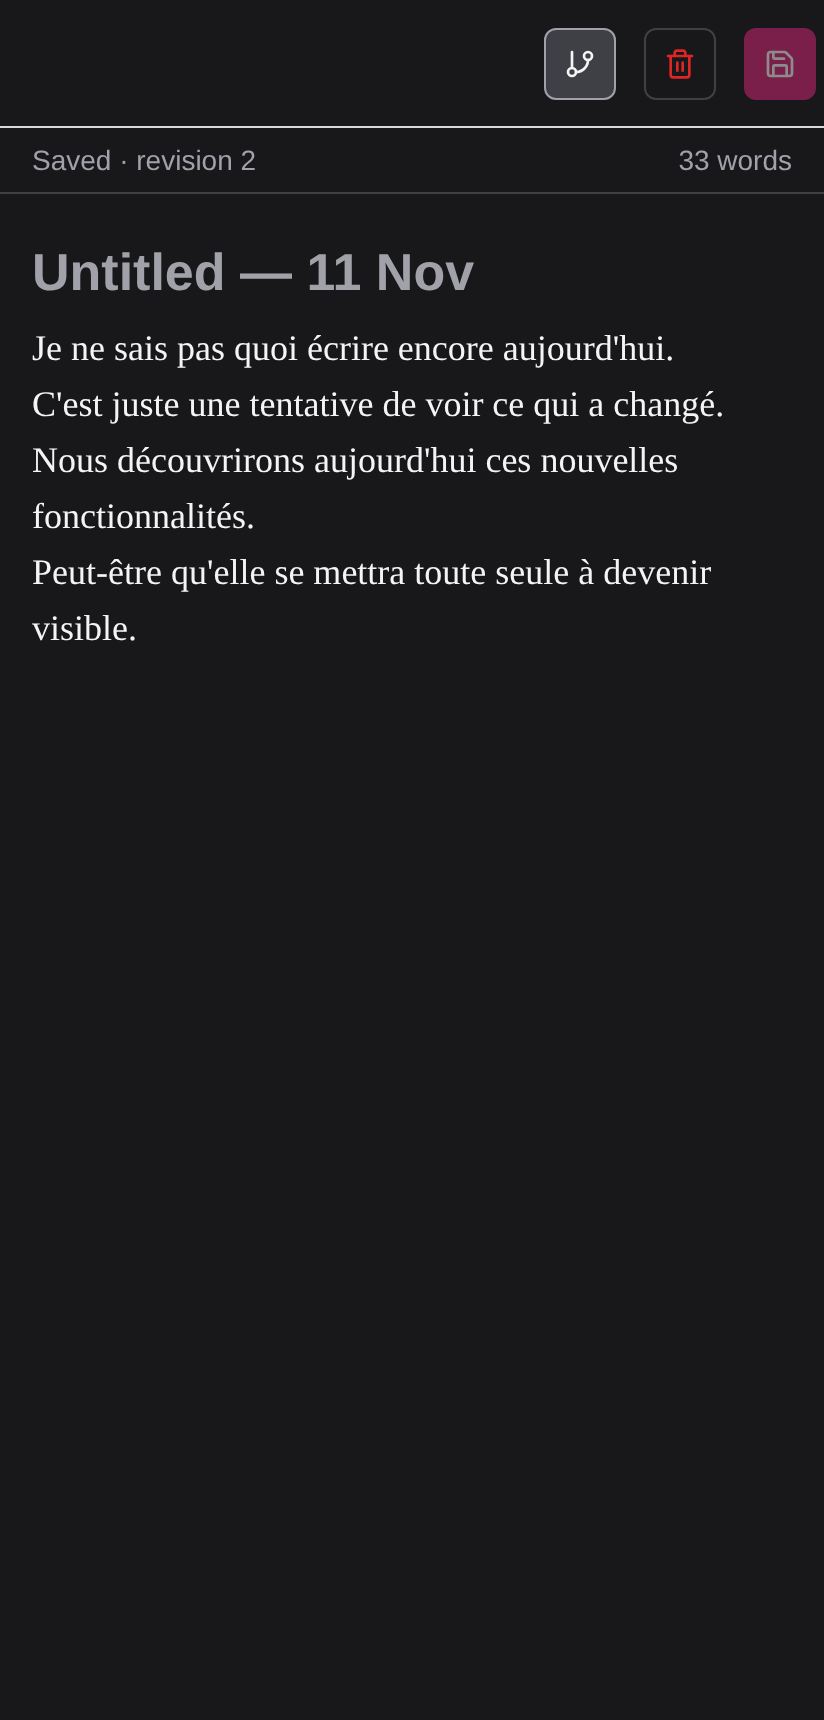 Saved · revision 2
33 words
Untitled — 11 Nov
Je ne sais pas quoi écrire encore aujourd'hui.
C'est juste une tentative de voir ce qui a changé.
Nous découvrirons aujourd'hui ces nouvelles
fonctionnalités.
Peut-être qu'elle se mettra toute seule à devenir
visible.